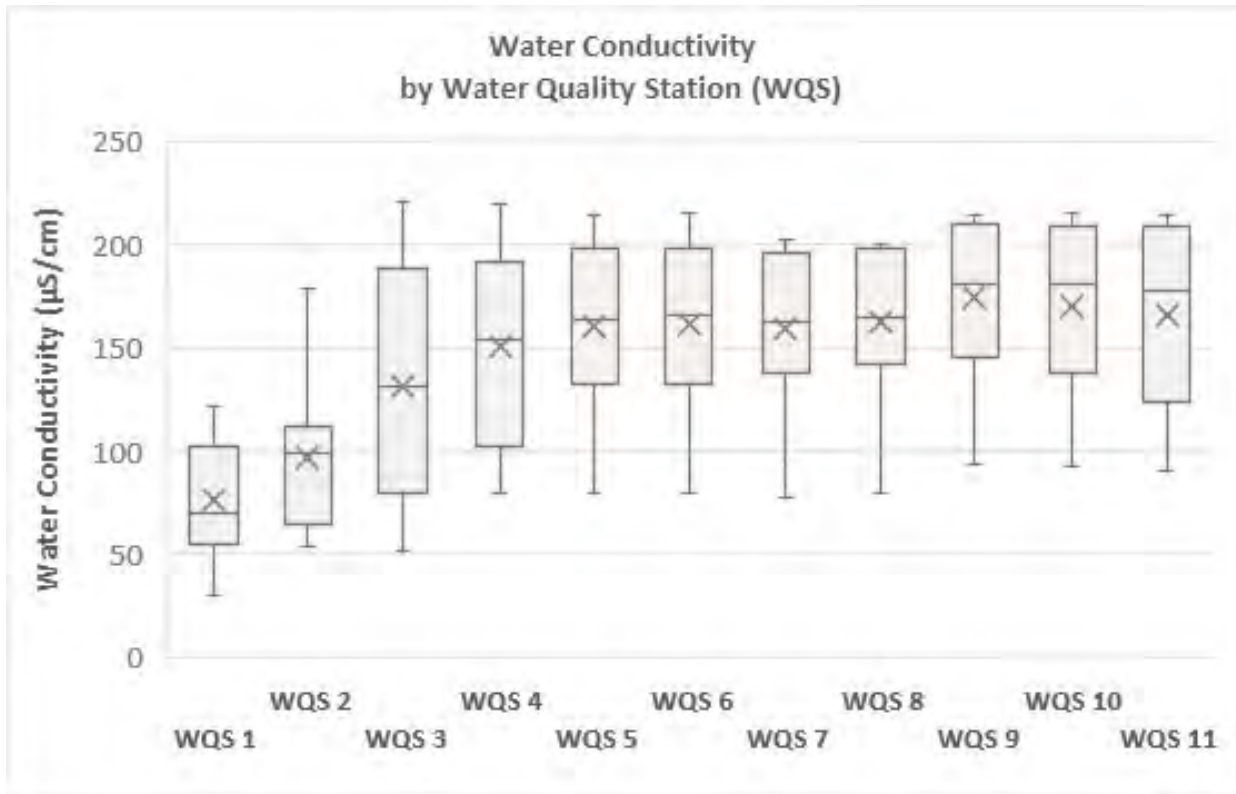 Water Conductivity
by Water Quality Station (WQS)
Water Conductivity (µS/cm)
250
200
150
100
50
0
WQS 2 WQS 4 WQS 6 WQS 8 WQS 10
WQS 1 WQS 3 WQS 5 WQS 7 WQS 9 WQS 11